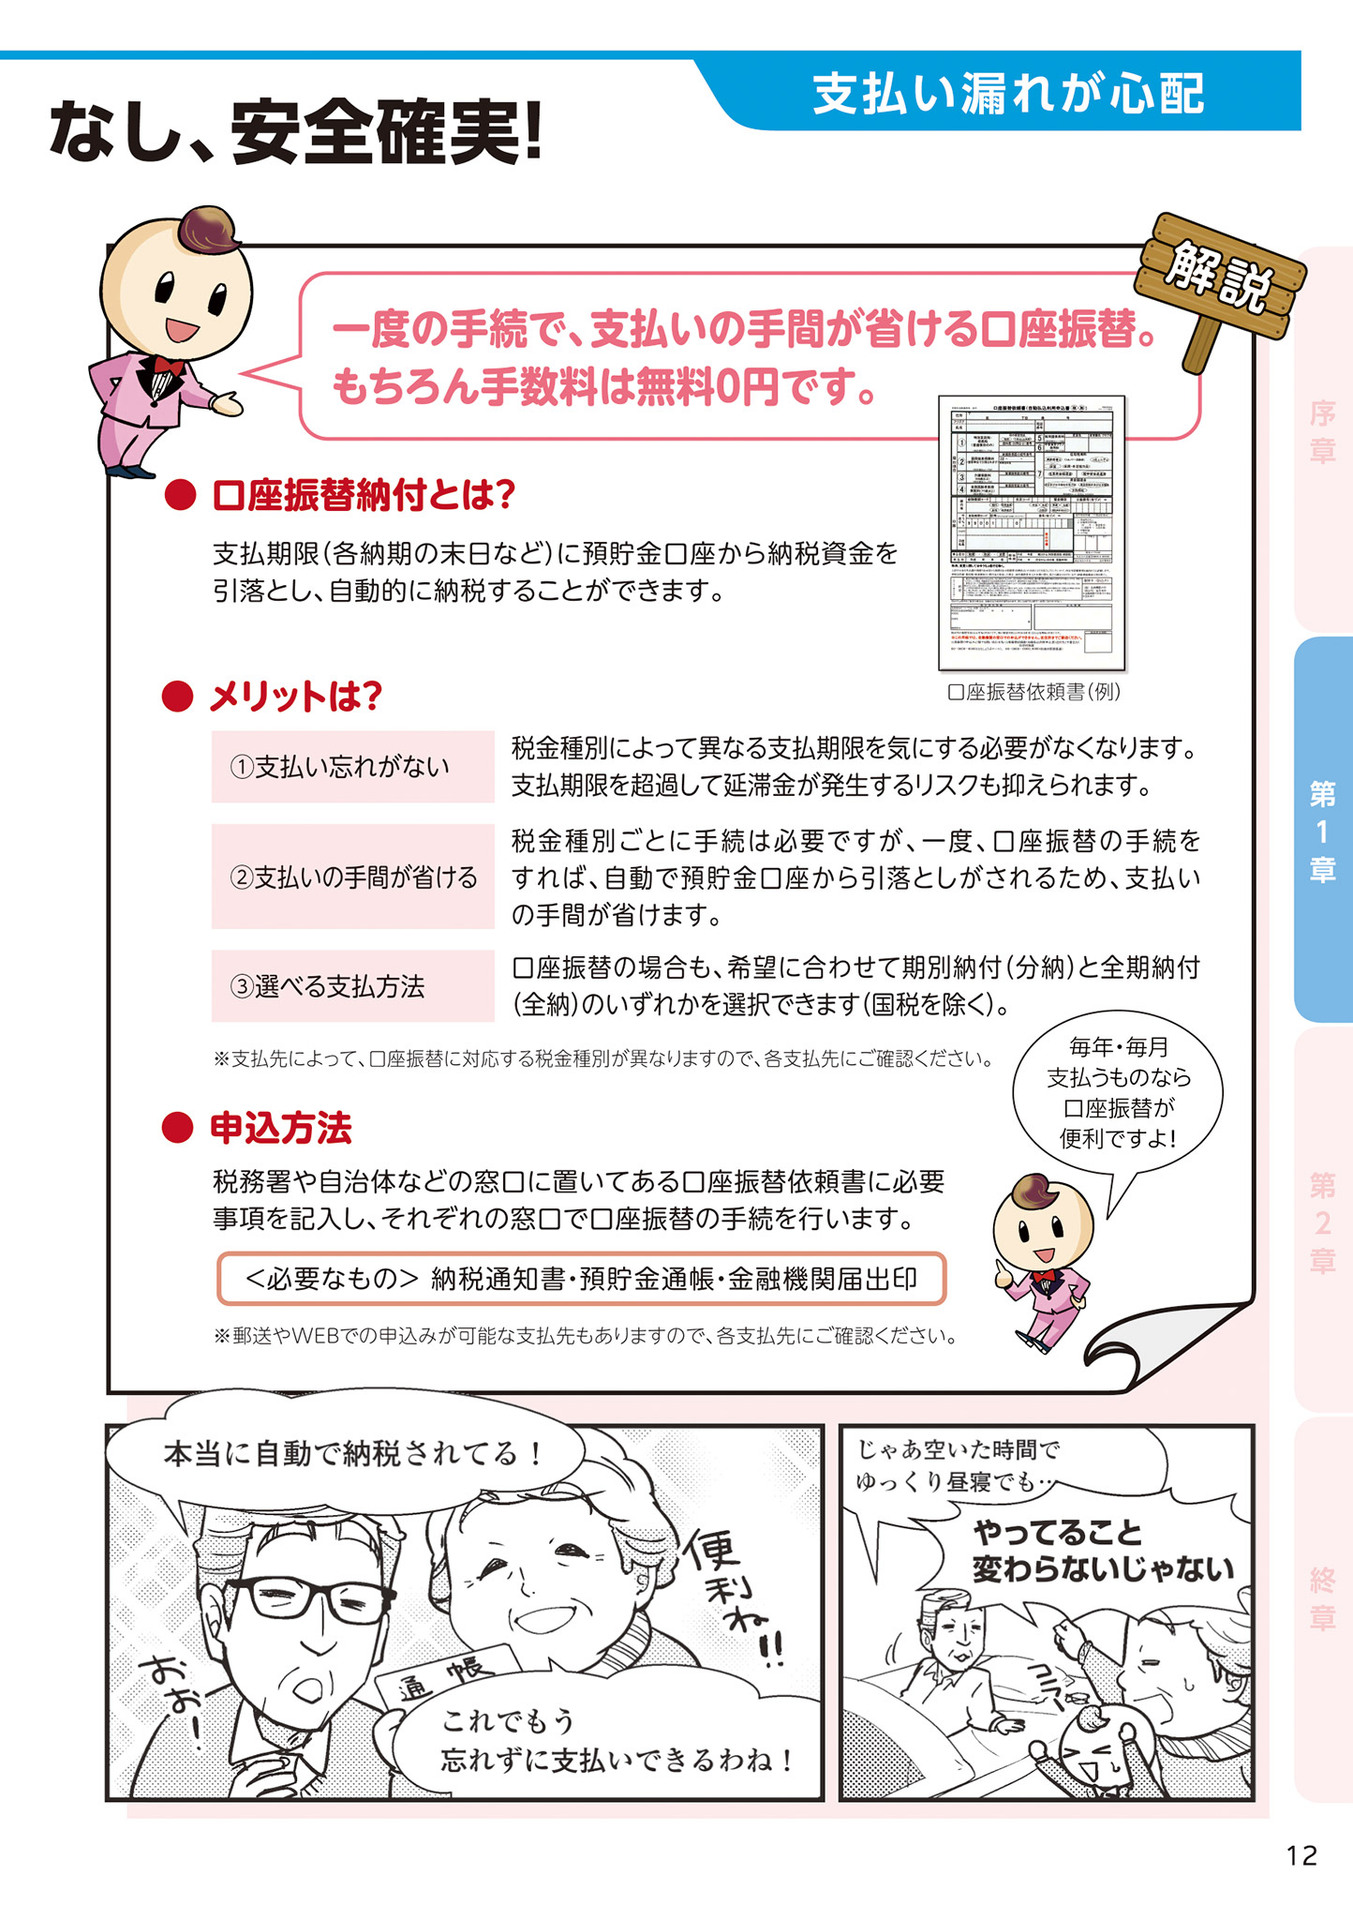 支払い漏れが心配
なし、安全確実!
解説
一度の手続で、支払いの手間が省ける口座振替。
もちろん手数料は無料0円です。
● 口座振替納付とは?
支払期限(各納期の末日など)に預貯金口座から納税資金を
引落とし、自動的に納税することができます。
口座振替依頼書(例)
● メリットは?
①支払い忘れがない
税金種別によって異なる支払期限を気にする必要がなくなります。
支払期限を超過して延滞金が発生するリスクも抑えられます。
②支払いの手間が省ける
税金種別ごとに手続は必要ですが、一度、口座振替の手続を
すれば、自動で預貯金口座から引落としがされるため、支払い
の手間が省けます。
③選べる支払方法
口座振替の場合も、希望に合わせて期別納付(分納)と全期納付
(全納)のいずれかを選択できます(国税を除く)。
※支払先によって、口座振替に対応する税金種別が異なりますので、各支払先にご確認ください。
毎年・毎月
支払うものなら
口座振替が
便利ですよ!
● 申込方法
税務署や自治体などの窓口に置いてある口座振替依頼書に必要
事項を記入し、それぞれの窓口で口座振替の手続を行います。
<必要なもの> 納税通知書・預貯金通帳・金融機関届出印
※郵送やWEBでの申込みが可能な支払先もありますので、各支払先にご確認ください。
本当に自動で納税されてる!
おお!
便利ね!!
通帳
これでもう
忘れずに支払いできるわね!
じゃあ空いた時間で
ゆっくり昼寝でも…
やってること
変わらないじゃない
コラー
序章
第1章
第2章
終章
12